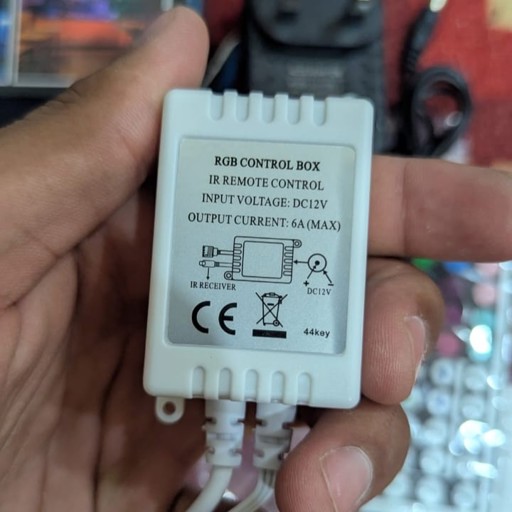 RGB CONTROL BOX
IR REMOTE CONTROL
INPUT VOLTAGE: DC12V
OUTPUT CURRENT: 6A (MAX)
IR RECEIVER
+ -
DC12V
CE
44key